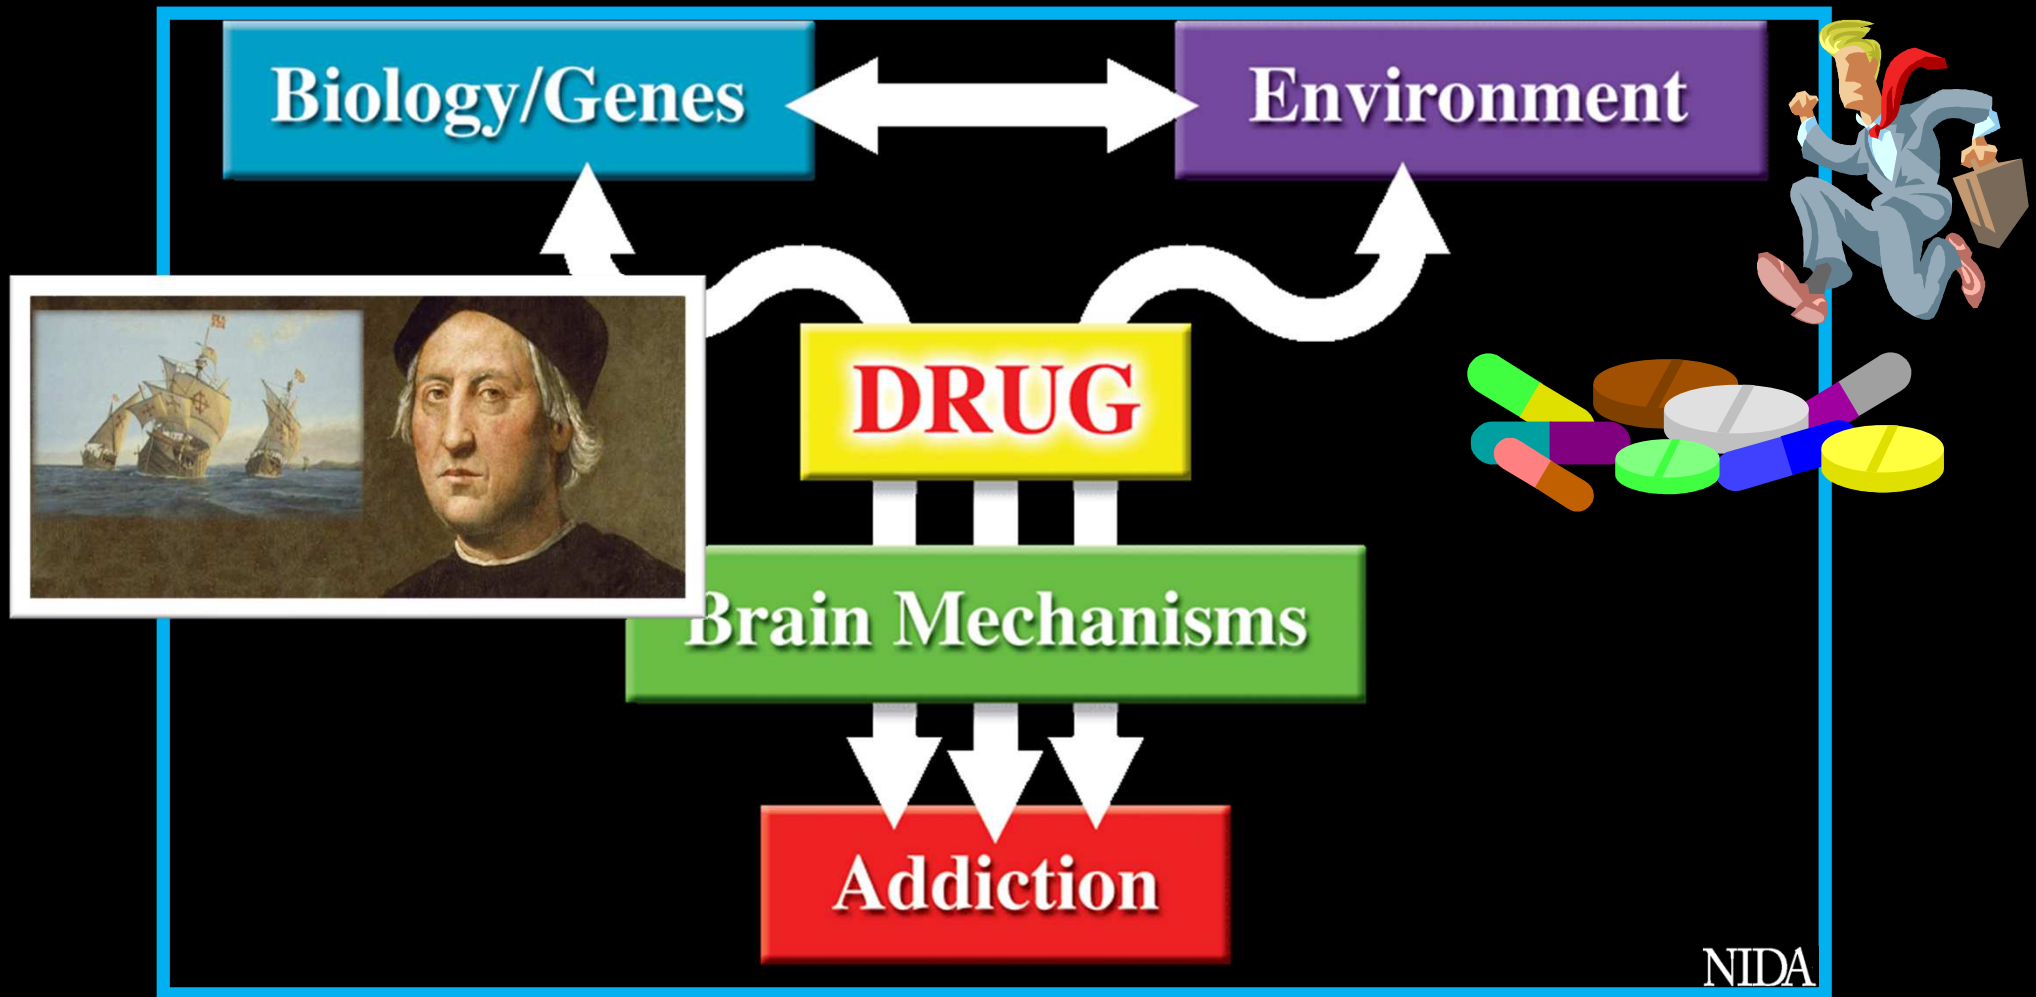 Biology/Genes
Environment
DRUG
Brain Mechanisms
Addiction
NIDA